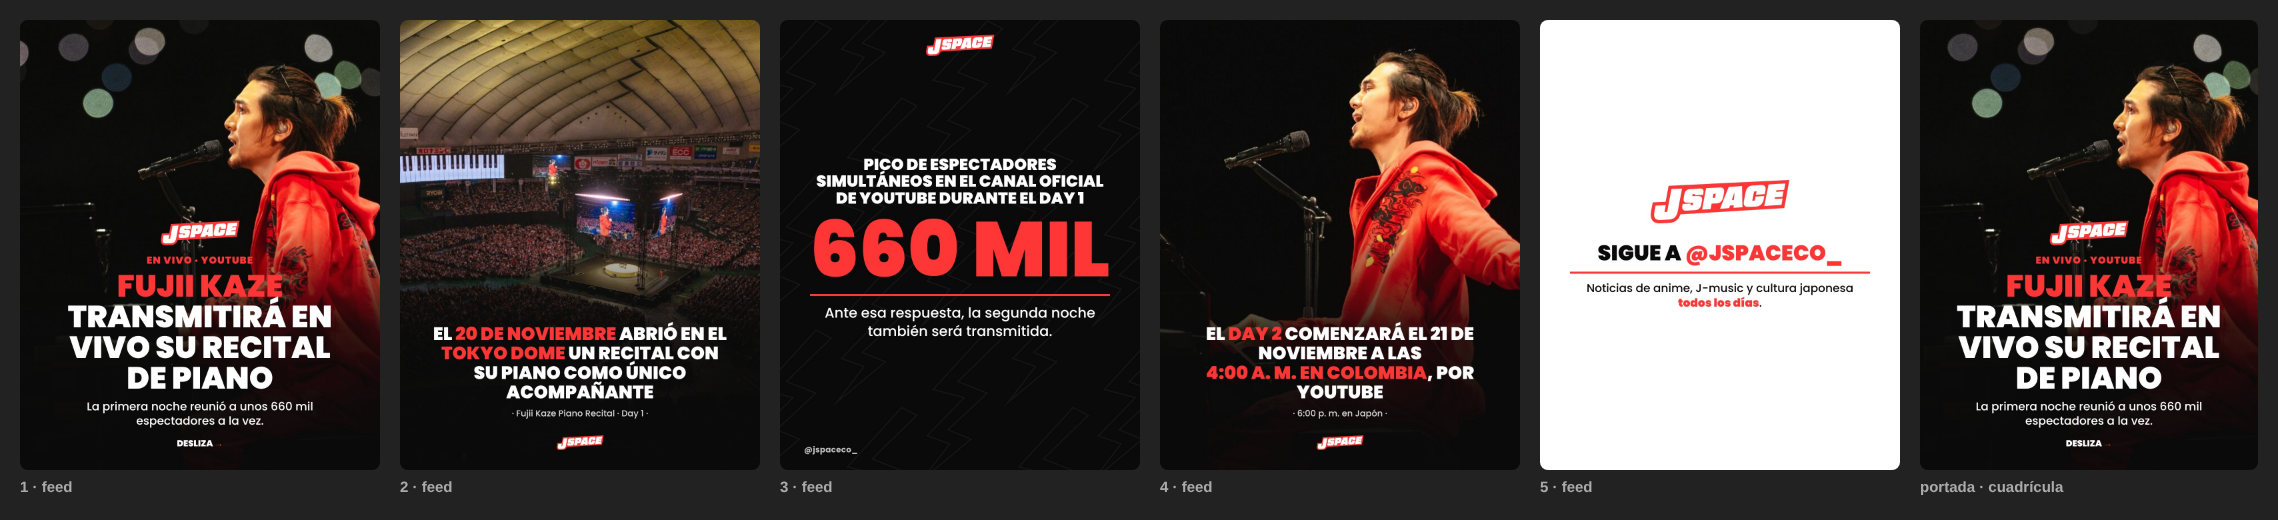 JSPACE
EN VIVO · YOUTUBE
FUJII KAZE
TRANSMITIRÁ EN
VIVO SU RECITAL
DE PIANO
La primera noche reunió a unos 660 mil
espectadores a la vez.
DESLIZA
1 · feed
ECC
EL 20 DE NOVIEMBRE ABRIÓ EN EL
TOKYO DOME UN RECITAL CON
SU PIANO COMO ÚNICO
ACOMPAÑANTE
· Fujii Kaze Piano Recital · Day 1 ·
JSPACE
2 · feed
JSPACE
PICO DE ESPECTADORES
SIMULTÁNEOS EN EL CANAL OFICIAL
DE YOUTUBE DURANTE EL DAY 1
660 MIL
Ante esa respuesta, la segunda noche
también será transmitida.
@jspaceco_
3 · feed
EL DAY 2 COMENZARÁ EL 21 DE
NOVIEMBRE A LAS
4:00 A. M. EN COLOMBIA, POR
YOUTUBE
· 6:00 p. m. en Japón ·
JSPACE
4 · feed
JSPACE
SIGUE A @JSPACECO_
Noticias de anime, J-music y cultura japonesa
todos los días.
5 · feed
JSPACE
EN VIVO · YOUTUBE
FUJII KAZE
TRANSMITIRÁ EN
VIVO SU RECITAL
DE PIANO
La primera noche reunió a unos 660 mil
espectadores a la vez.
DESLIZA
portada · cuadrícula